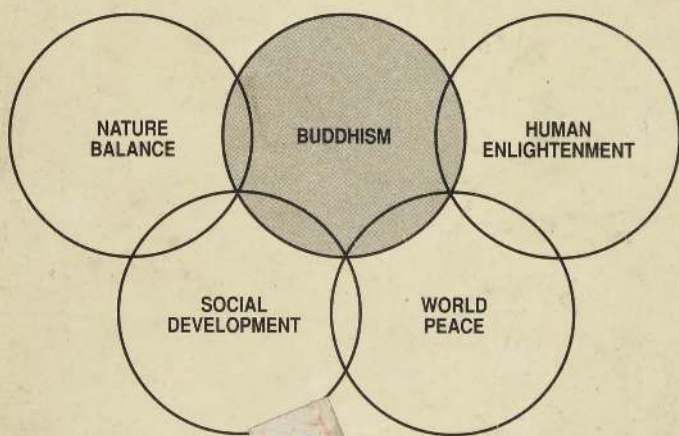 NATURE
BALANCE
BUDDHISM
HUMAN
ENLIGHTENMENT
SOCIAL
DEVELOPMENT
WORLD
PEACE